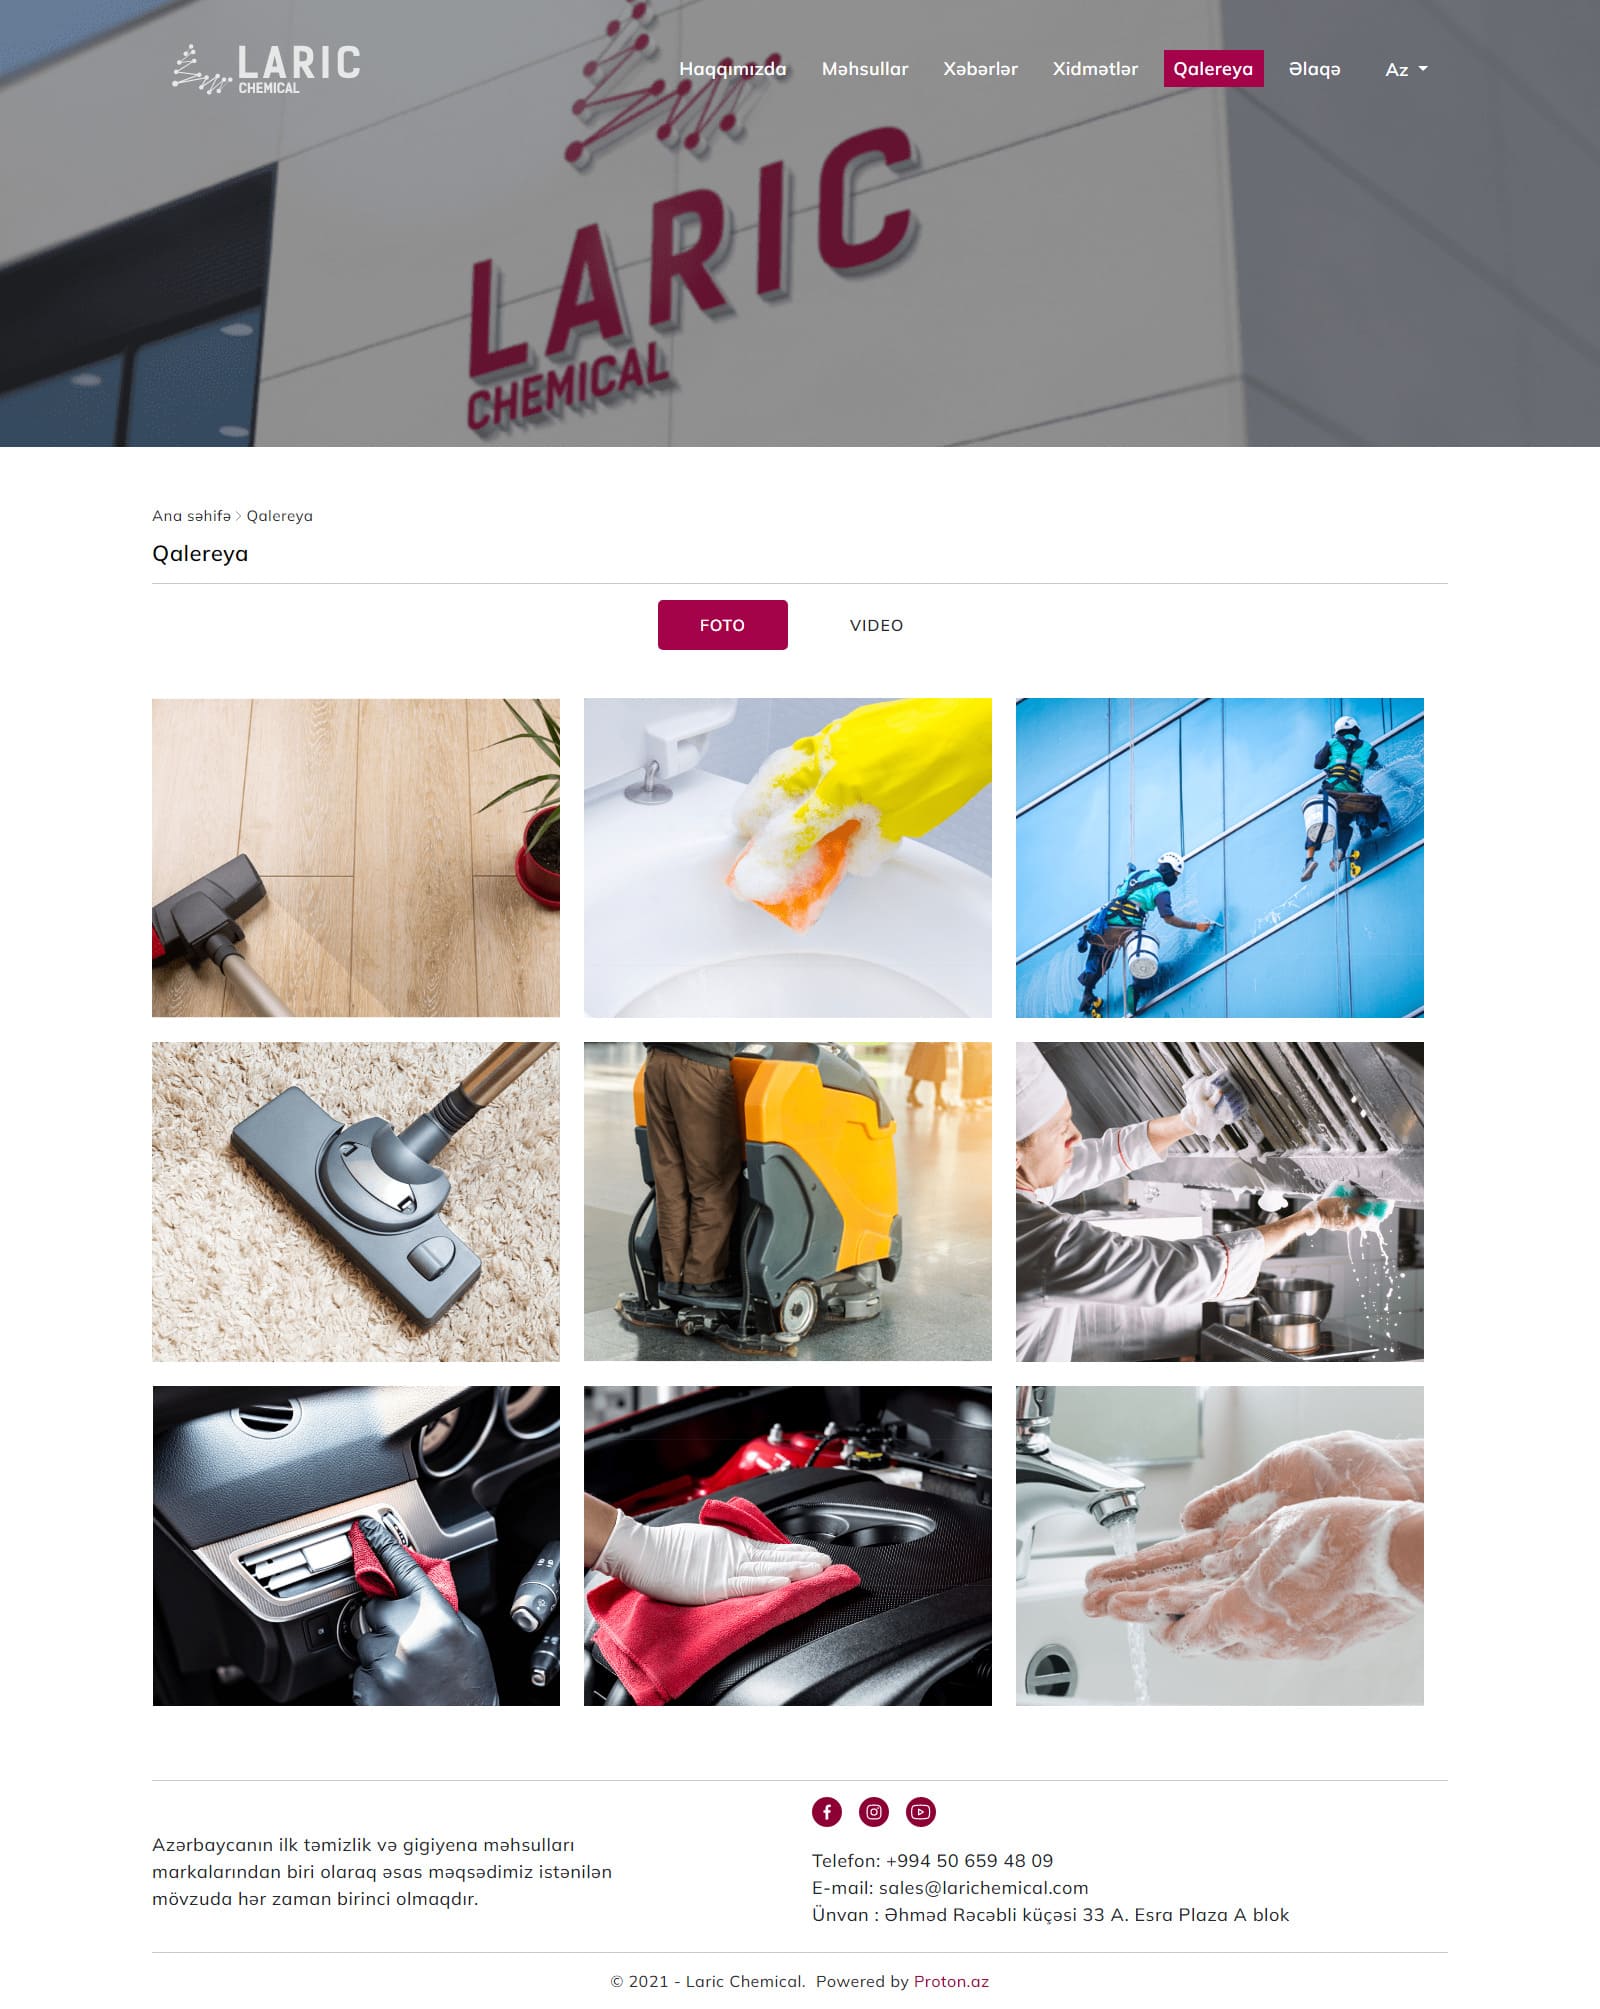 LARIC
CHEMICAL
Haqqımızda Məhsullar Xəbərlər Xidmətlər Qalereya Əlaqə Az
LARIC
CHEMICAL
Ana səhifə > Qalereya
Qalereya
FOTO VIDEO
Azərbaycanın ilk təmizlik və gigiyena məhsulları
markalarından biri olaraq əsas məqsədimiz istənilən
mövzuda hər zaman birinci olmaqdır.
Telefon: +994 50 659 48 09
E-mail: sales@larichemical.com
Ünvan : Əhməd Rəcəbli küçəsi 33 A. Esra Plaza A blok
© 2021 - Laric Chemical. Powered by Proton.az